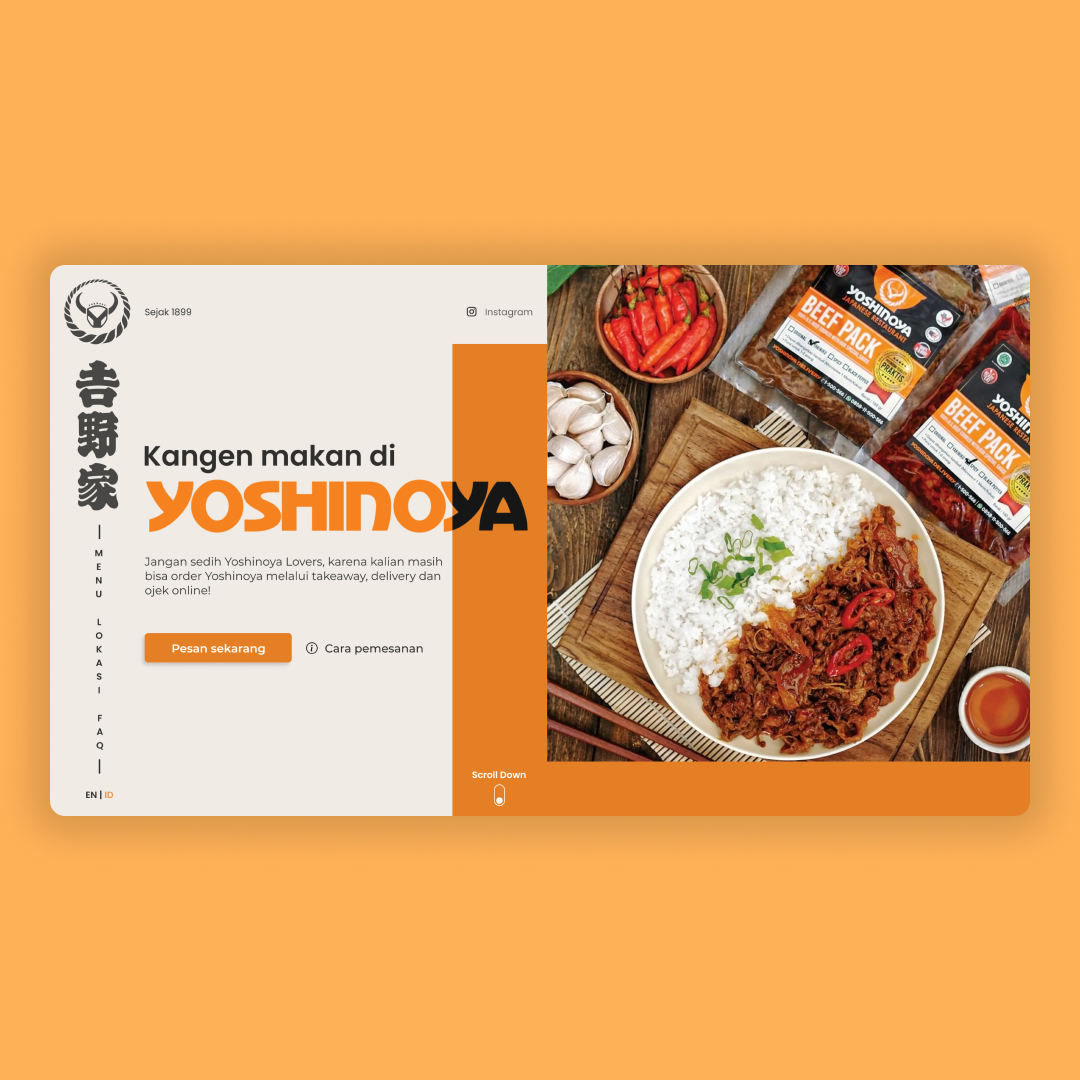 Sejak 1899
Instagram
吉野家
MENU
LOKASI
FAQ
EN | ID
Kangen makan di
YOSHINOYA
Jangan sedih Yoshinoya Lovers, karena kalian masih
bisa order Yoshinoya melalui takeaway, delivery dan
ojek online!
Pesan sekarang
Cara pemesanan
Scroll Down
YOSHINOYA
JAPANESE RESTAURANT
BEEF PACK
PRAKTIS
BEEF PACK